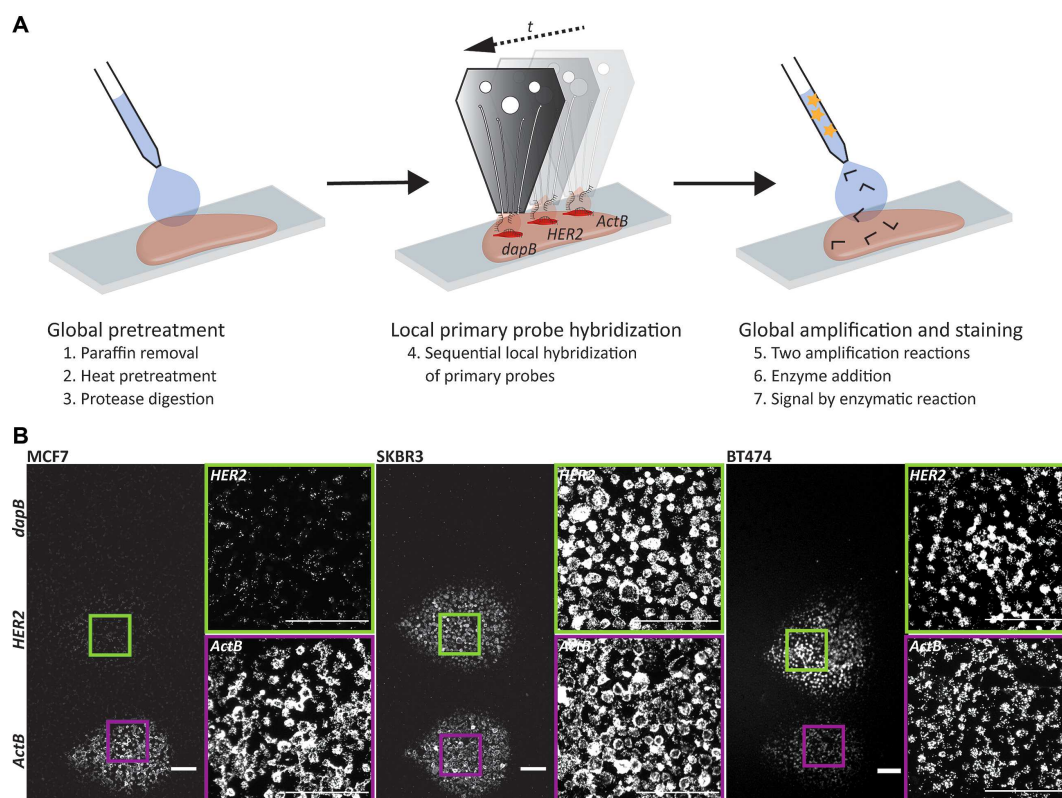 A
t
dapB
HER2
ActB
Global pretreatment
1. Paraffin removal
2. Heat pretreatment
3. Protease digestion
Local primary probe hybridization
4. Sequential local hybridization
of primary probes
Global amplification and staining
5. Two amplification reactions
6. Enzyme addition
7. Signal by enzymatic reaction
B
MCF7
SKBR3
BT474
dapB
HER2
ActB
HER2
ActB
HER2
ActB
HER2
ActB